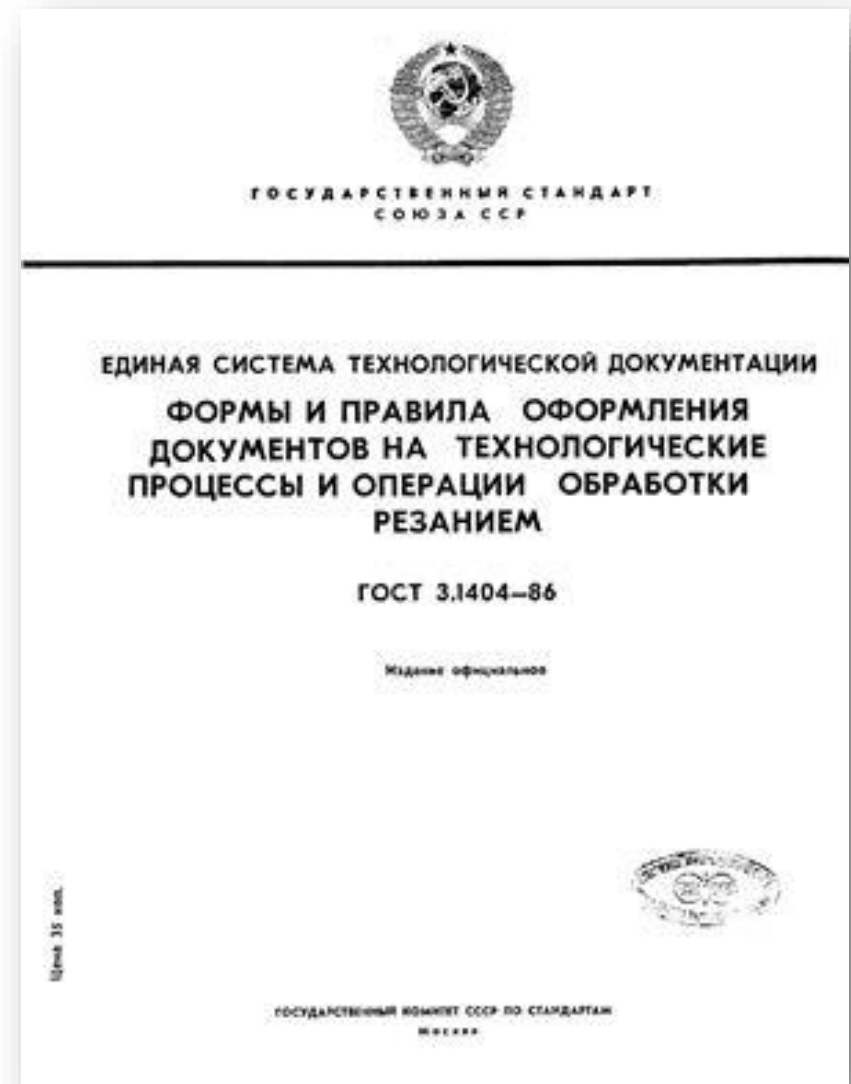 ГОСУДАРСТВЕННЫЙ СТАНДАРТ
СОЮЗА ССР
ЕДИНАЯ СИСТЕМА ТЕХНОЛОГИЧЕСКОЙ ДОКУМЕНТАЦИИ
ФОРМЫ И ПРАВИЛА ОФОРМЛЕНИЯ
ДОКУМЕНТОВ НА ТЕХНОЛОГИЧЕСКИЕ
ПРОЦЕССЫ И ОПЕРАЦИИ ОБРАБОТКИ
РЕЗАНИЕМ
ГОСТ 3.1404—86
Издание официальное
Цена 35 коп.
ГОСУДАРСТВЕННЫЙ КОМИТЕТ СССР ПО СТАНДАРТАМ
Москва